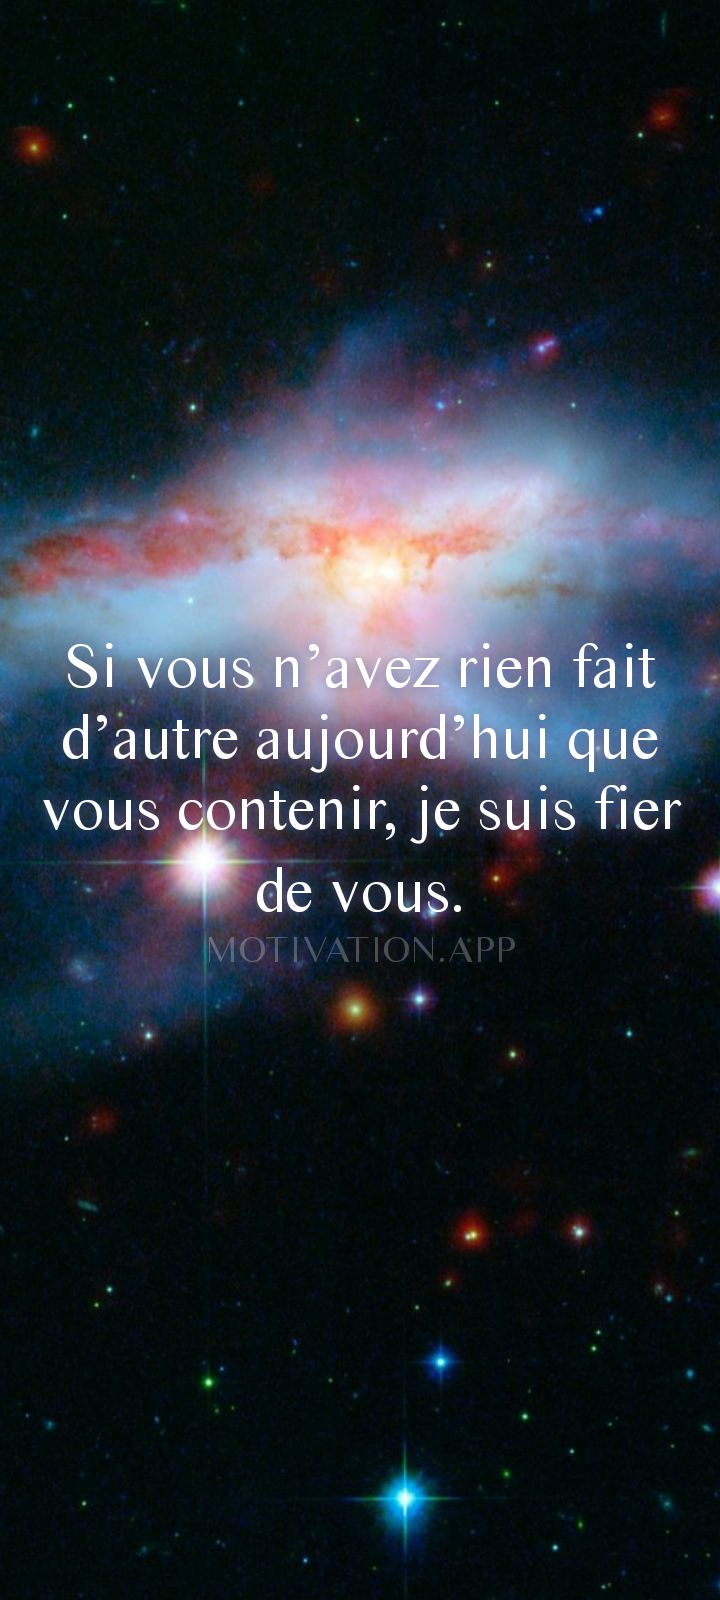 Si vous n’avez rien fait
d’autre aujourd’hui que
vous contenir, je suis fier
de vous.
MOTIVATION.APP